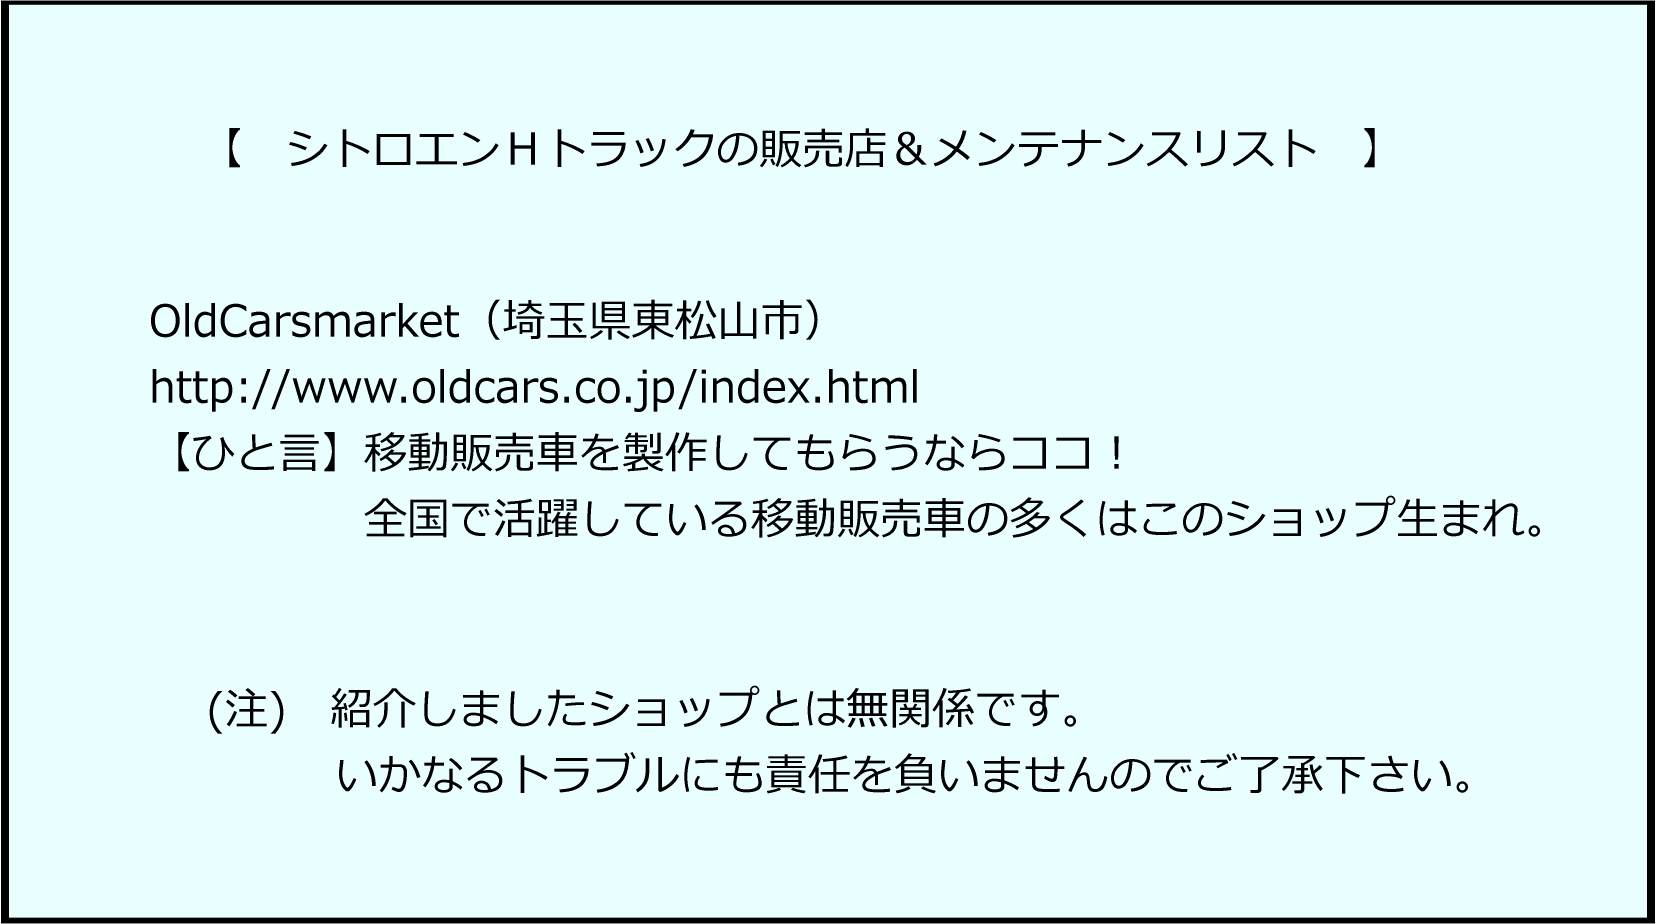 【　シトロエンＨトラックの販売店＆メンテナンスリスト　】
OldCarsmarket（埼玉県東松山市）
http://www.oldcars.co.jp/index.html
【ひと言】移動販売車を製作してもらうならココ！
全国で活躍している移動販売車の多くはこのショップ生まれ。
(注)　紹介しましたショップとは無関係です。
いかなるトラブルにも責任を負いませんのでご了承下さい。